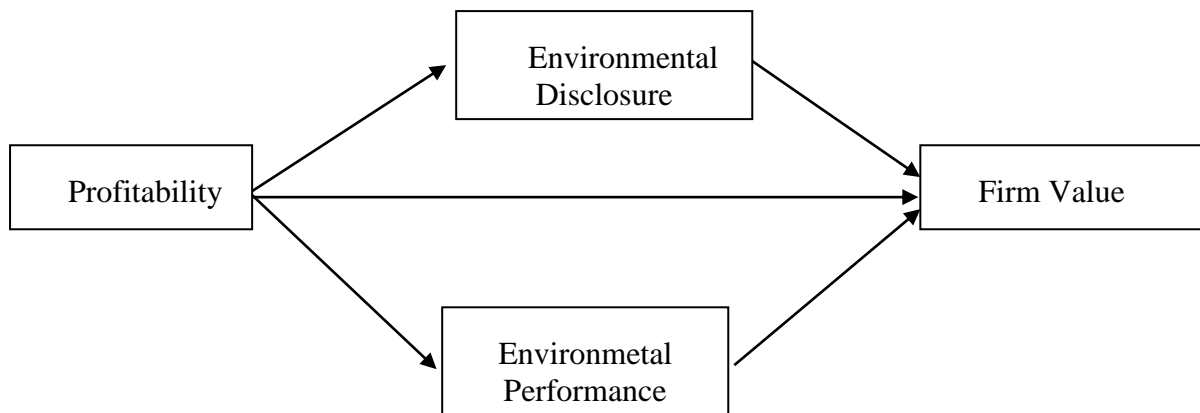 Environmental
Disclosure
Profitability
Firm Value
Environmetal
Performance